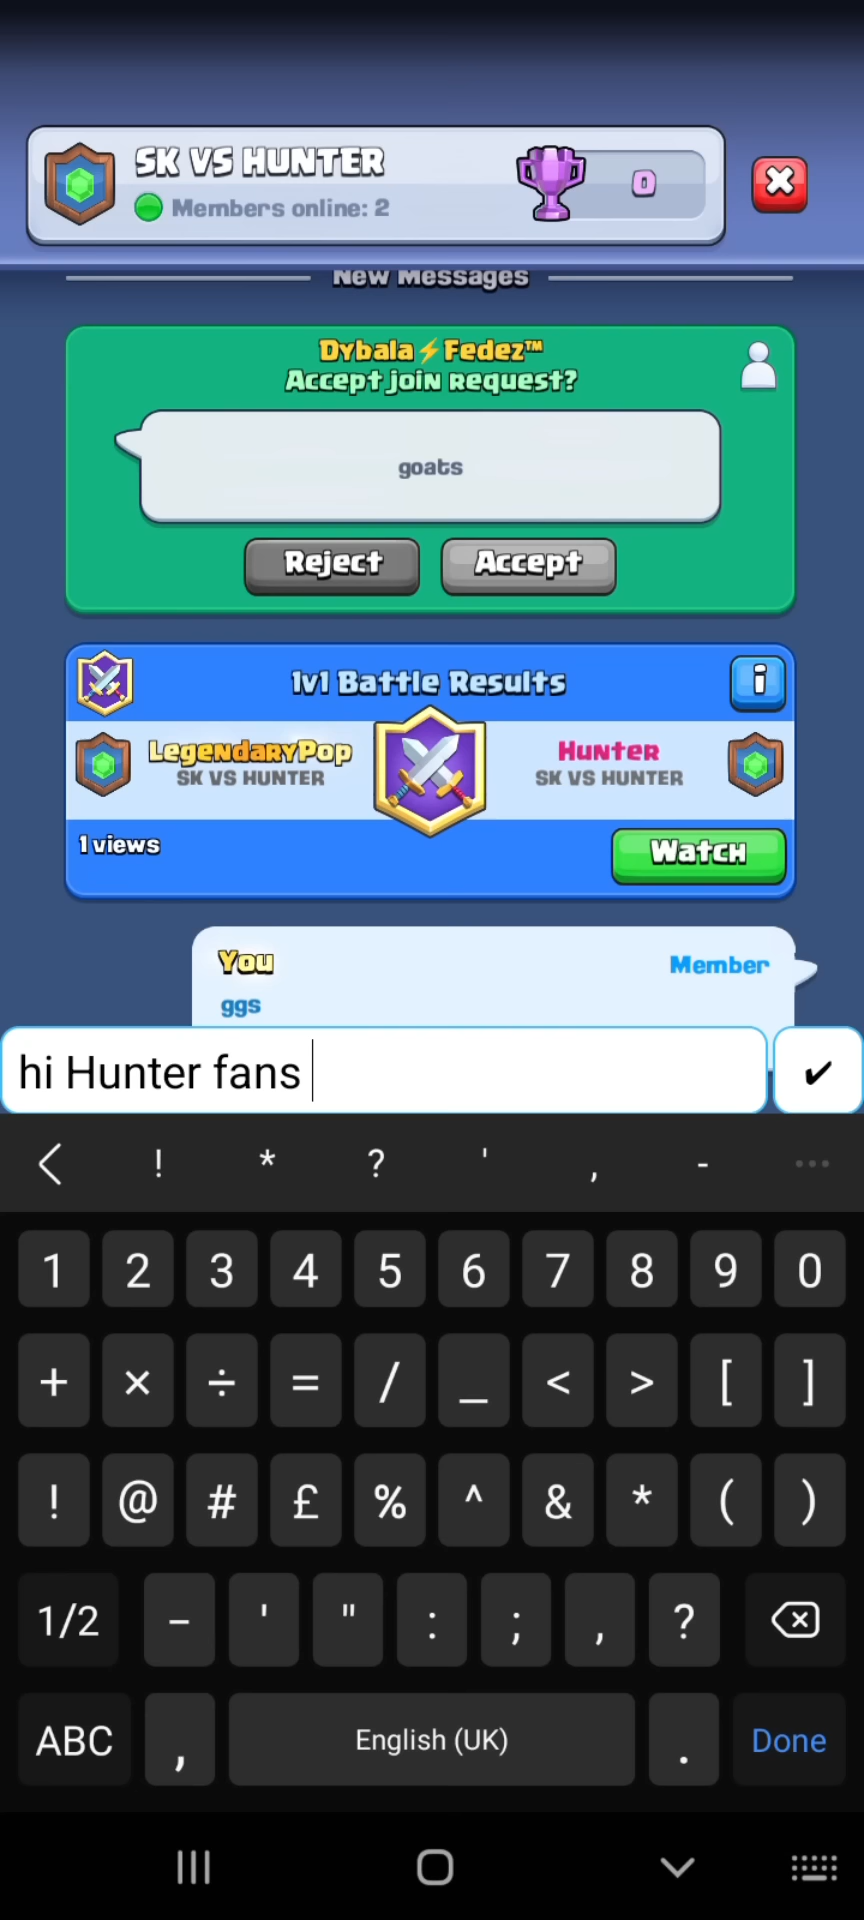 SK VS HUNTER
0
Members online: 2
New Messages
Dybala⚡Fedez™
Accept join request?
goats
Reject
Accept
1v1 Battle Results
i
LegendaryPop
SK VS HUNTER
Hunter
SK VS HUNTER
1 views
Watch
You
Member
ggs
hi Hunter fans
! * ? ' , -
1 2 3 4 5 6 7 8 9 0
+ × ÷ = / _ < > [ ]
! @ # £ % ^ & * ( )
1/2 - ' " : ; , ?
ABC , English (UK) . Done